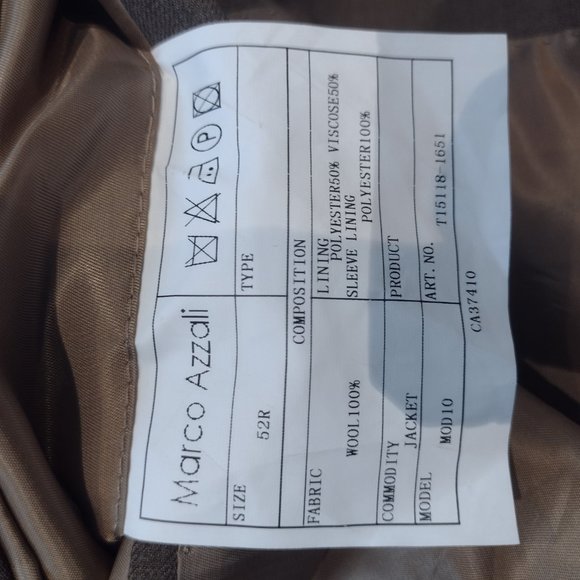 Marco Azzali
SIZE
52R
TYPE
COMPOSITION
FABRIC
WOOL100%
LINING
POLYESTER50% VISCOSE50%
SLEEVE LINING
POLYESTER100%
COMMODITY
JACKET
PRODUCT
MODEL
MOD10
ART. NO.
T15118-1651
CA37410